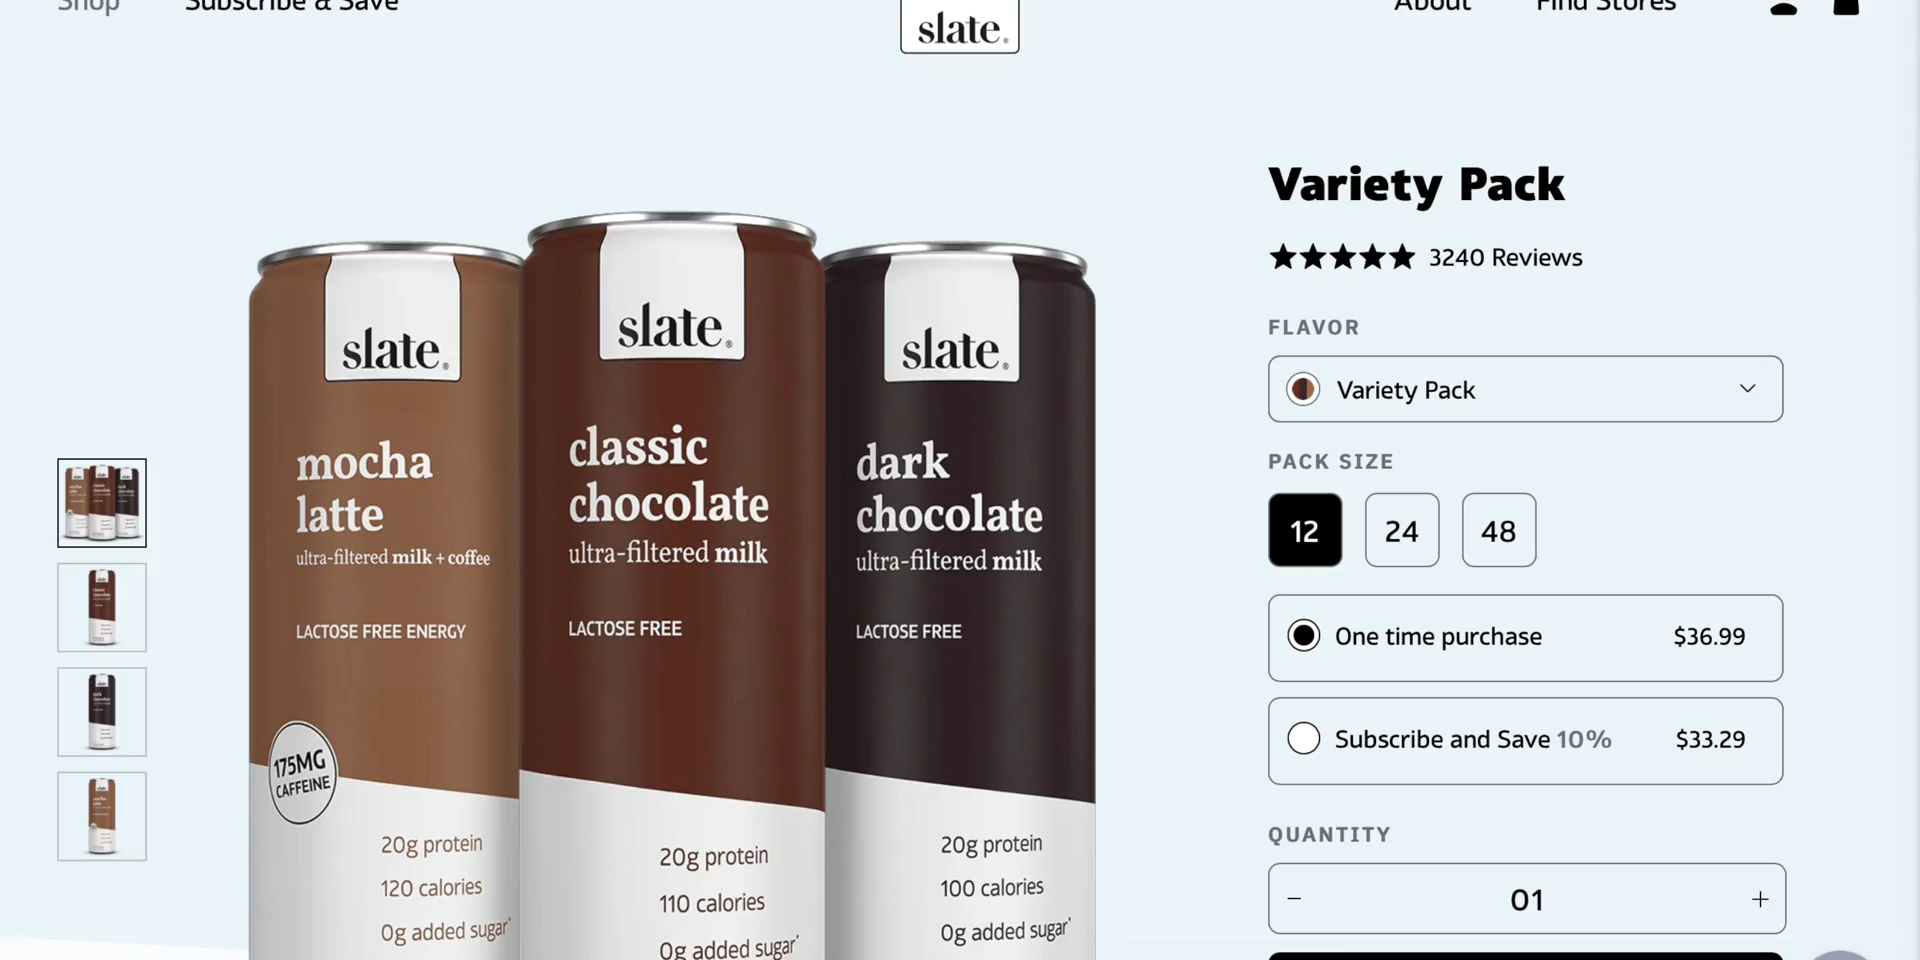 Shop
Subscribe & Save
slate®
About
Find Stores
slate®
mocha
latte
ultra-filtered milk + coffee
LACTOSE FREE ENERGY
175MG
CAFFEINE
20g protein
120 calories
0g added sugar*
slate®
classic
chocolate
ultra-filtered milk
LACTOSE FREE
20g protein
110 calories
0g added sugar*
slate®
dark
chocolate
ultra-filtered milk
LACTOSE FREE
20g protein
100 calories
0g added sugar*
Variety Pack
3240 Reviews
FLAVOR
Variety Pack
PACK SIZE
12 24 48
One time purchase $36.99
Subscribe and Save 10% $33.29
QUANTITY
− 01 +